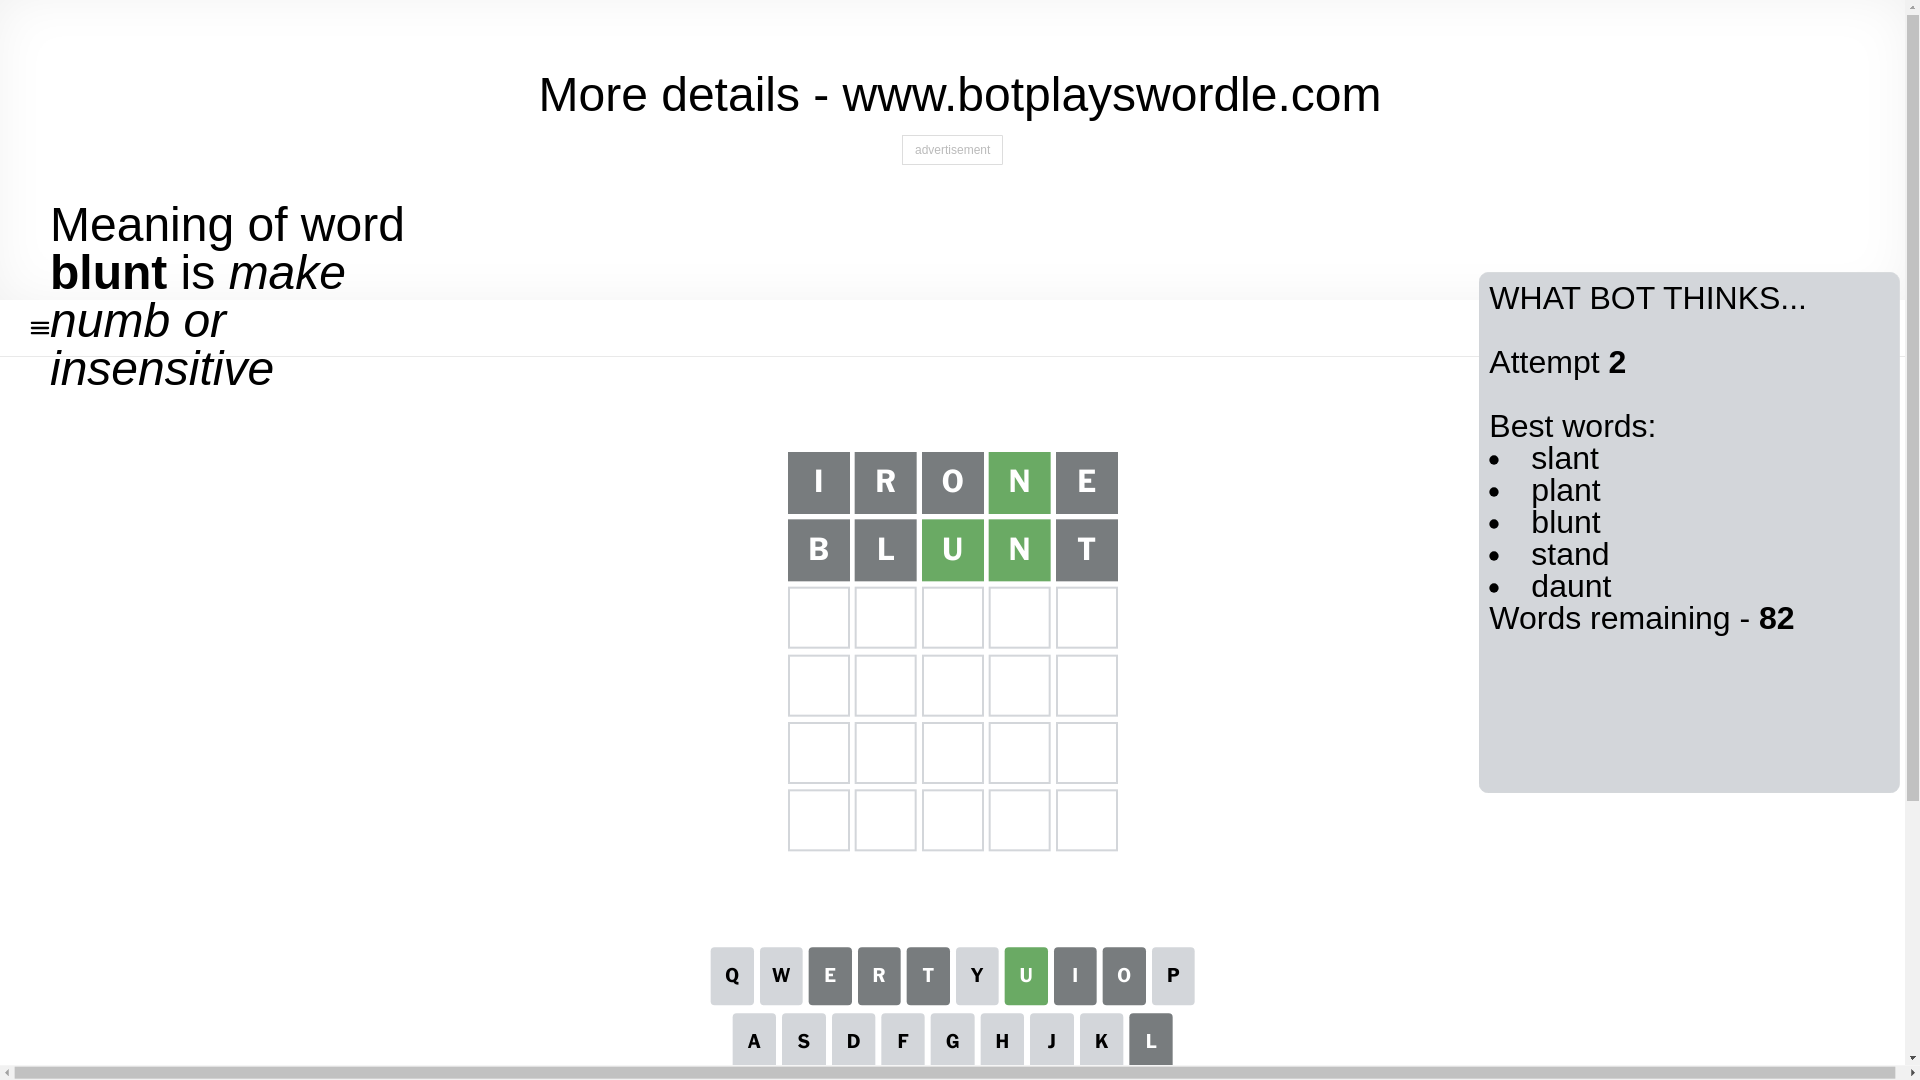 More details - www.botplayswordle.com
advertisement
Meaning of word
blunt is make
numb or
insensitive
WHAT BOT THINKS...
Attempt 2
Best words:
• slant
• plant
• blunt
• stand
• daunt
Words remaining - 82
I R O N E
B L U N T
Q W E R T Y U I O P
A S D F G H J K L